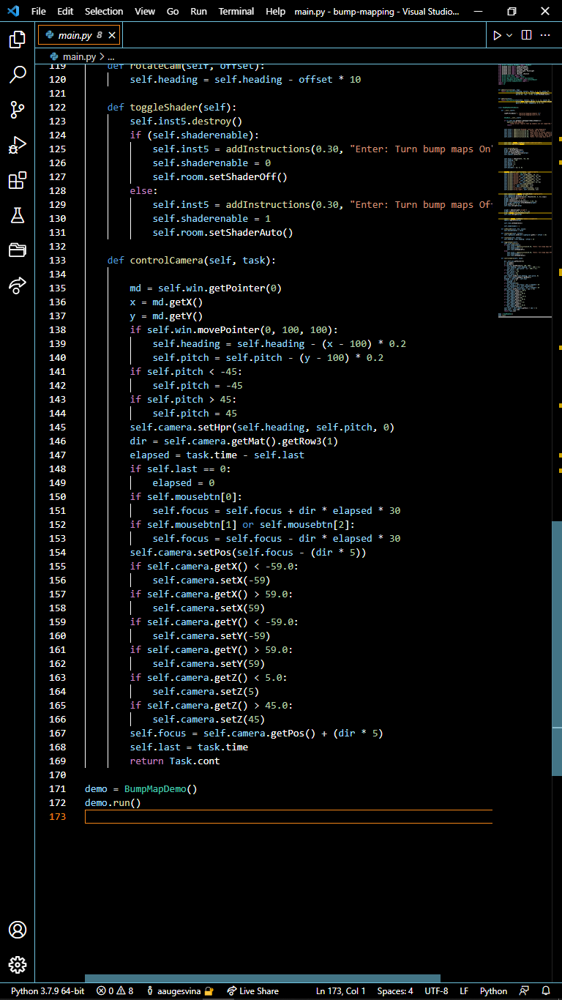 File Edit Selection View Go Run Terminal Help main.py - bump-mapping - Visual Studio...
main.py 8
main.py > ...
119 def rotateCam(self, offset):
120 self.heading = self.heading - offset * 10
121
122 def toggleShader(self):
123 self.inst5.destroy()
124 if (self.shaderenable):
125 self.inst5 = addInstructions(0.30, "Enter: Turn bump maps On"
126 self.shaderenable = 0
127 self.room.setShaderOff()
128 else:
129 self.inst5 = addInstructions(0.30, "Enter: Turn bump maps Of
130 self.shaderenable = 1
131 self.room.setShaderAuto()
132
133 def controlCamera(self, task):
134
135 md = self.win.getPointer(0)
136 x = md.getX()
137 y = md.getY()
138 if self.win.movePointer(0, 100, 100):
139 self.heading = self.heading - (x - 100) * 0.2
140 self.pitch = self.pitch - (y - 100) * 0.2
141 if self.pitch < -45:
142 self.pitch = -45
143 if self.pitch > 45:
144 self.pitch = 45
145 self.camera.setHpr(self.heading, self.pitch, 0)
146 dir = self.camera.getMat().getRow3(1)
147 elapsed = task.time - self.last
148 if self.last == 0:
149 elapsed = 0
150 if self.mousebtn[0]:
151 self.focus = self.focus + dir * elapsed * 30
152 if self.mousebtn[1] or self.mousebtn[2]:
153 self.focus = self.focus - dir * elapsed * 30
154 self.camera.setPos(self.focus - (dir * 5))
155 if self.camera.getX() < -59.0:
156 self.camera.setX(-59)
157 if self.camera.getX() > 59.0:
158 self.camera.setX(59)
159 if self.camera.getY() < -59.0:
160 self.camera.setY(-59)
161 if self.camera.getY() > 59.0:
162 self.camera.setY(59)
163 if self.camera.getZ() < 5.0:
164 self.camera.setZ(5)
165 if self.camera.getZ() > 45.0:
166 self.camera.setZ(45)
167 self.focus = self.camera.getPos() + (dir * 5)
168 self.last = task.time
169 return Task.cont
170
171 demo = BumpMapDemo()
172 demo.run()
173
Python 3.7.9 64-bit 0 8 aaugesvina Live Share Ln 173, Col 1 Spaces: 4 UTF-8 LF Python